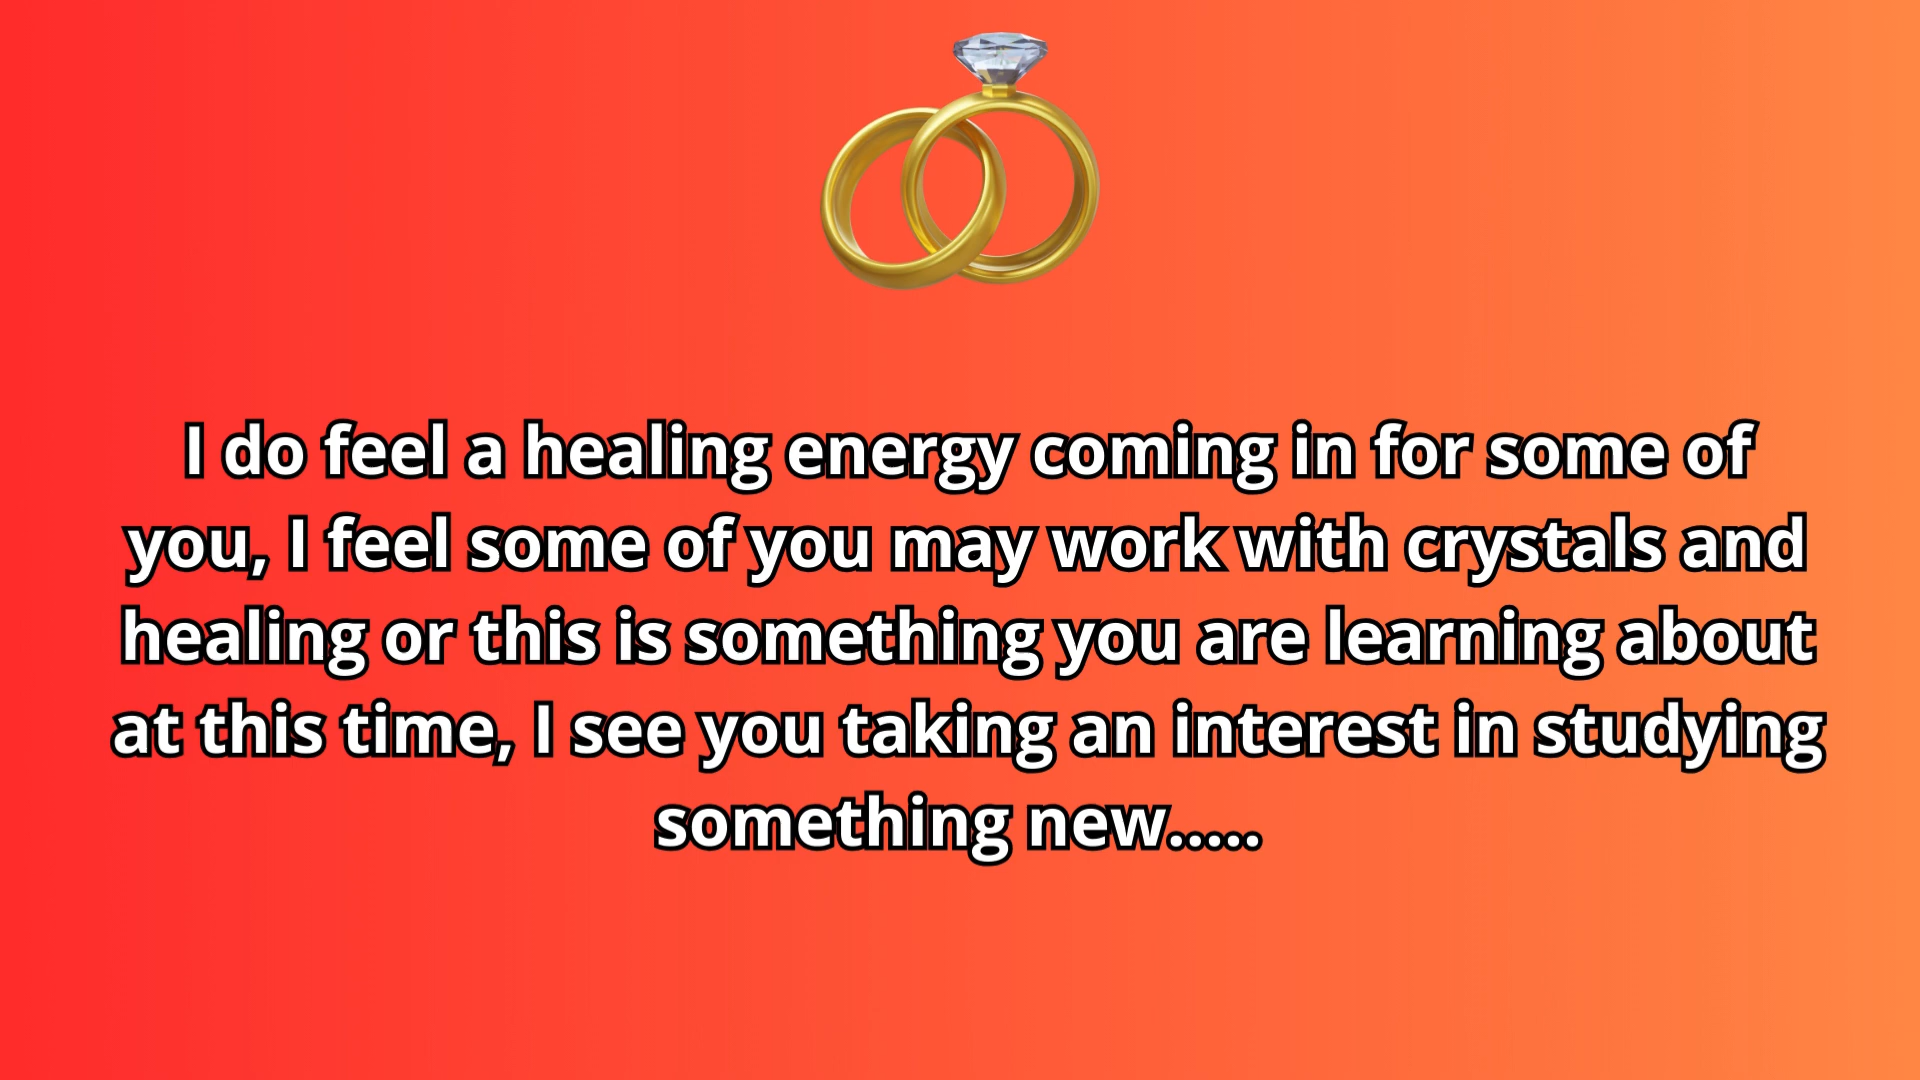 I do feel a healing energy coming in for some of
you, I feel some of you may work with crystals and
healing or this is something you are learning about
at this time, I see you taking an interest in studying
something new.....